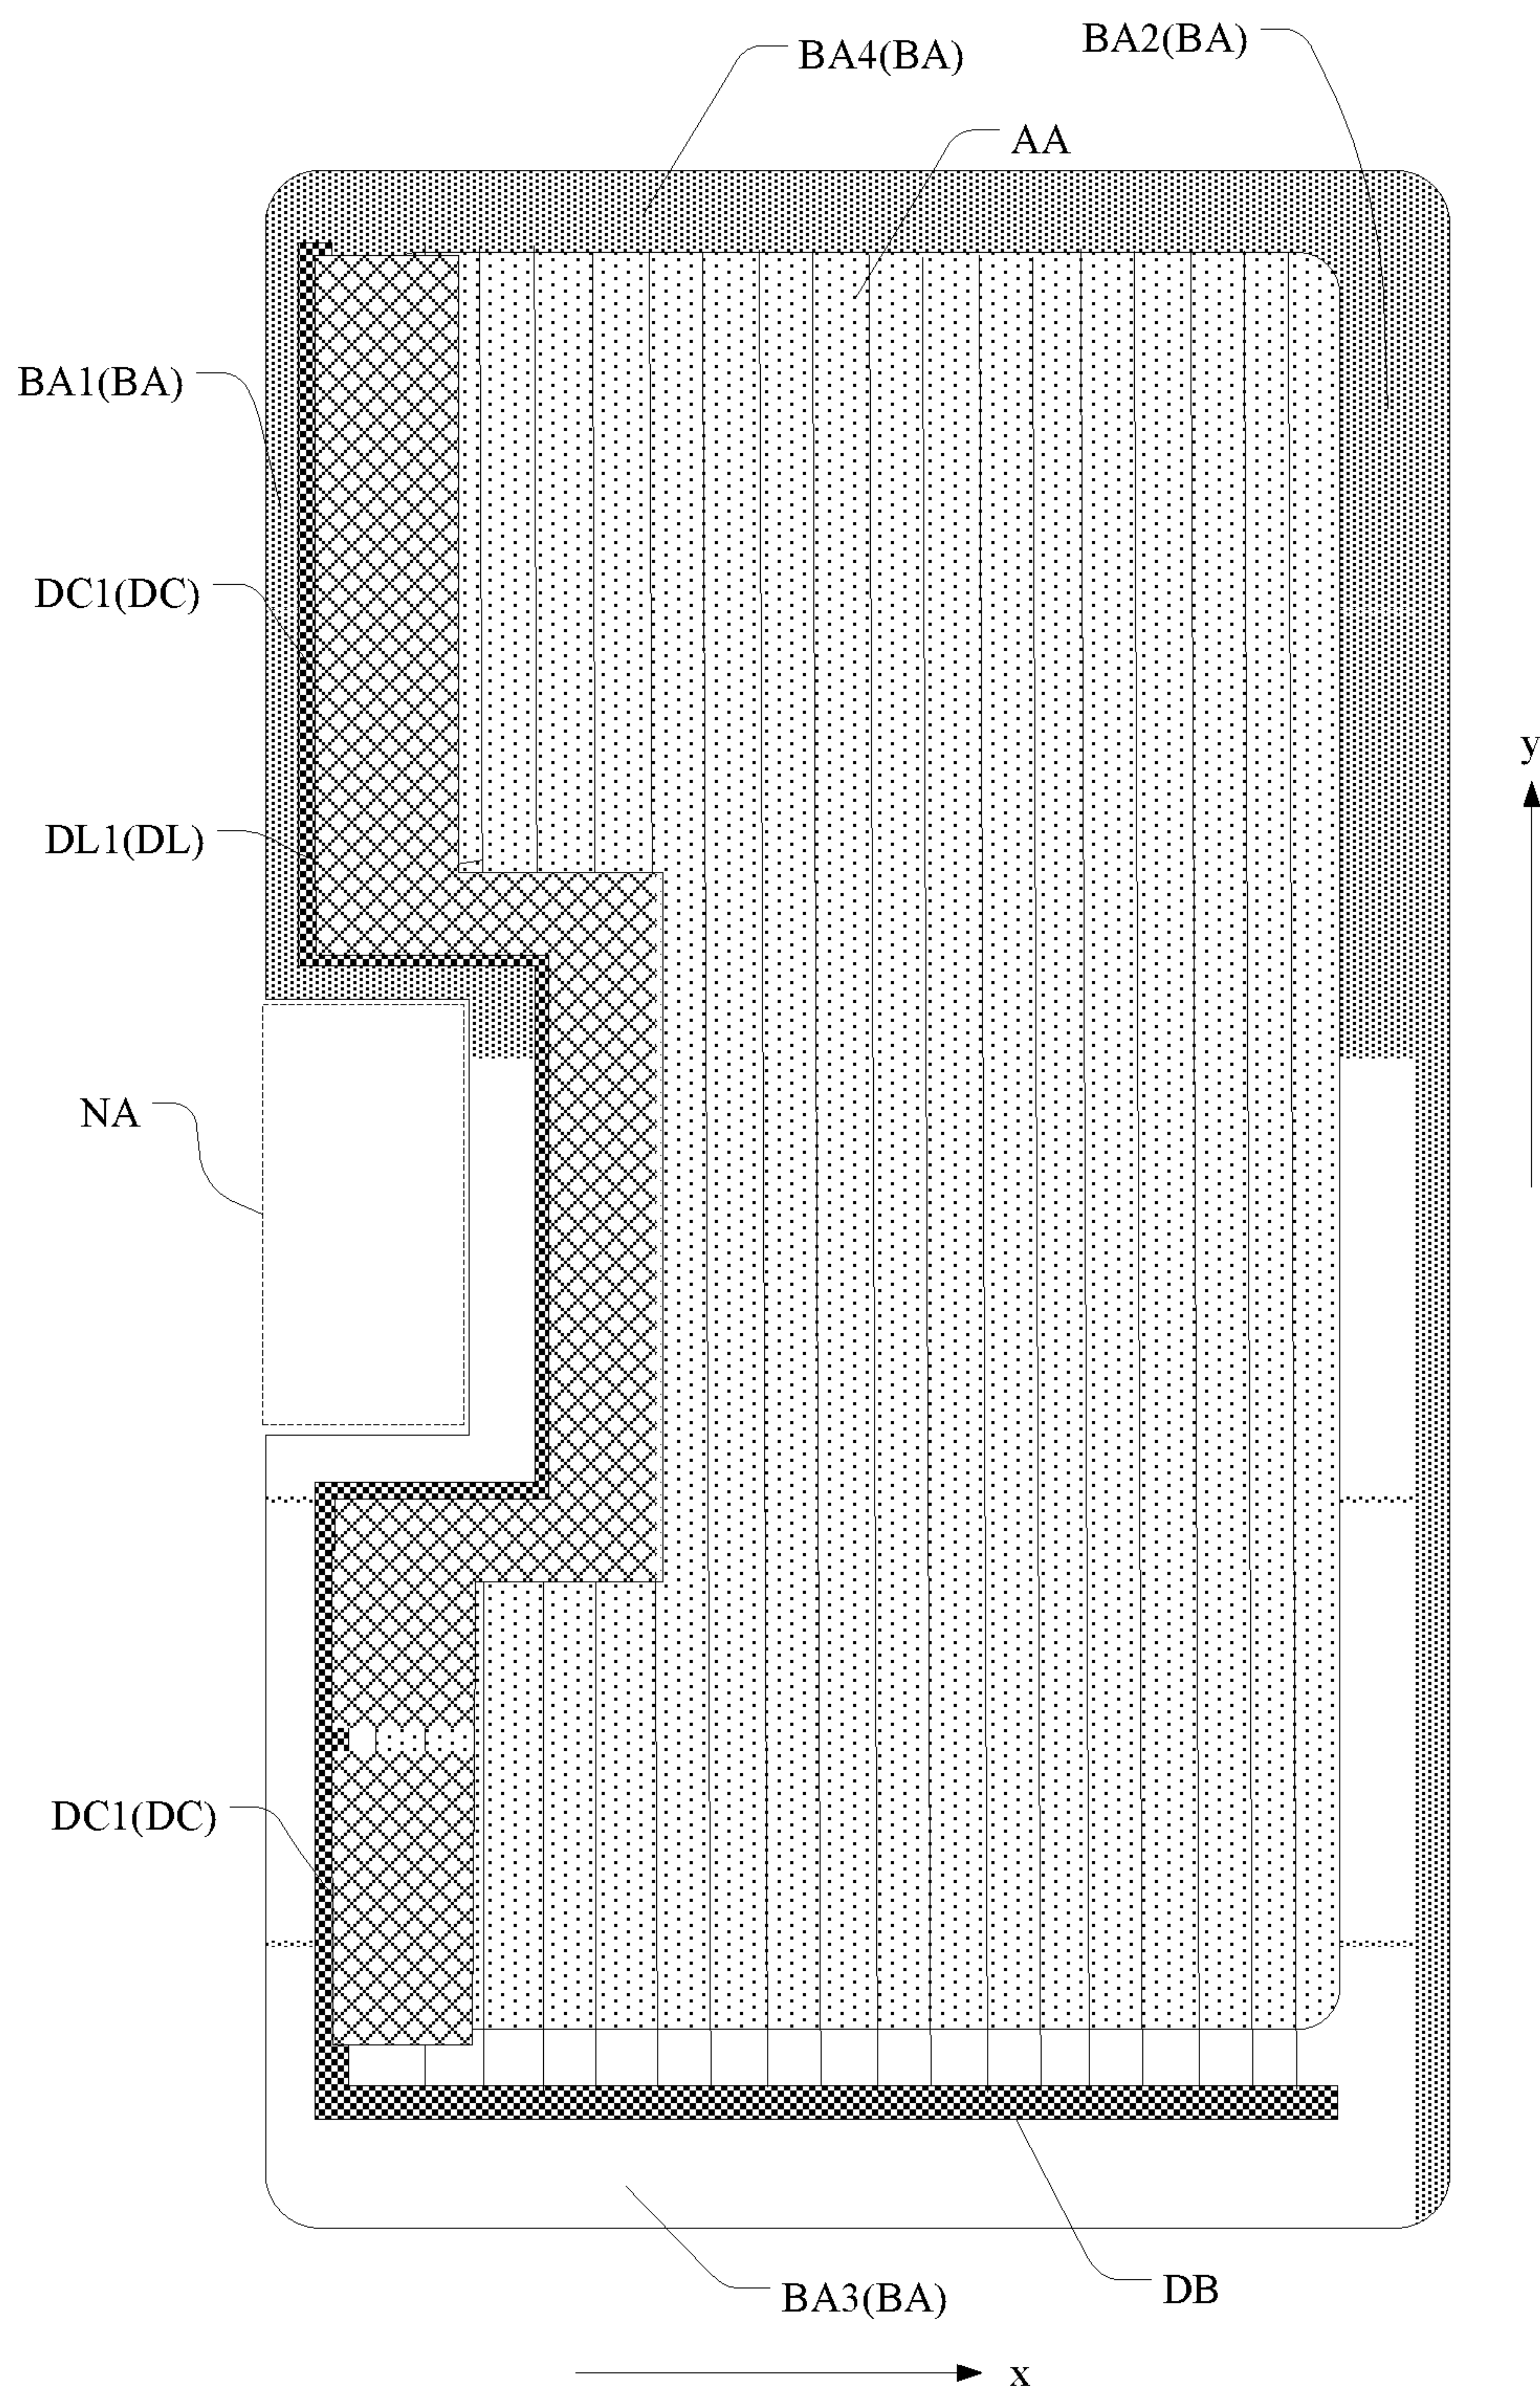 BA2(BA)
BA4(BA)
AA
BA1(BA)
DC1(DC)
y
DL1(DL)
NA
DC1(DC)
DB
BA3(BA)
x